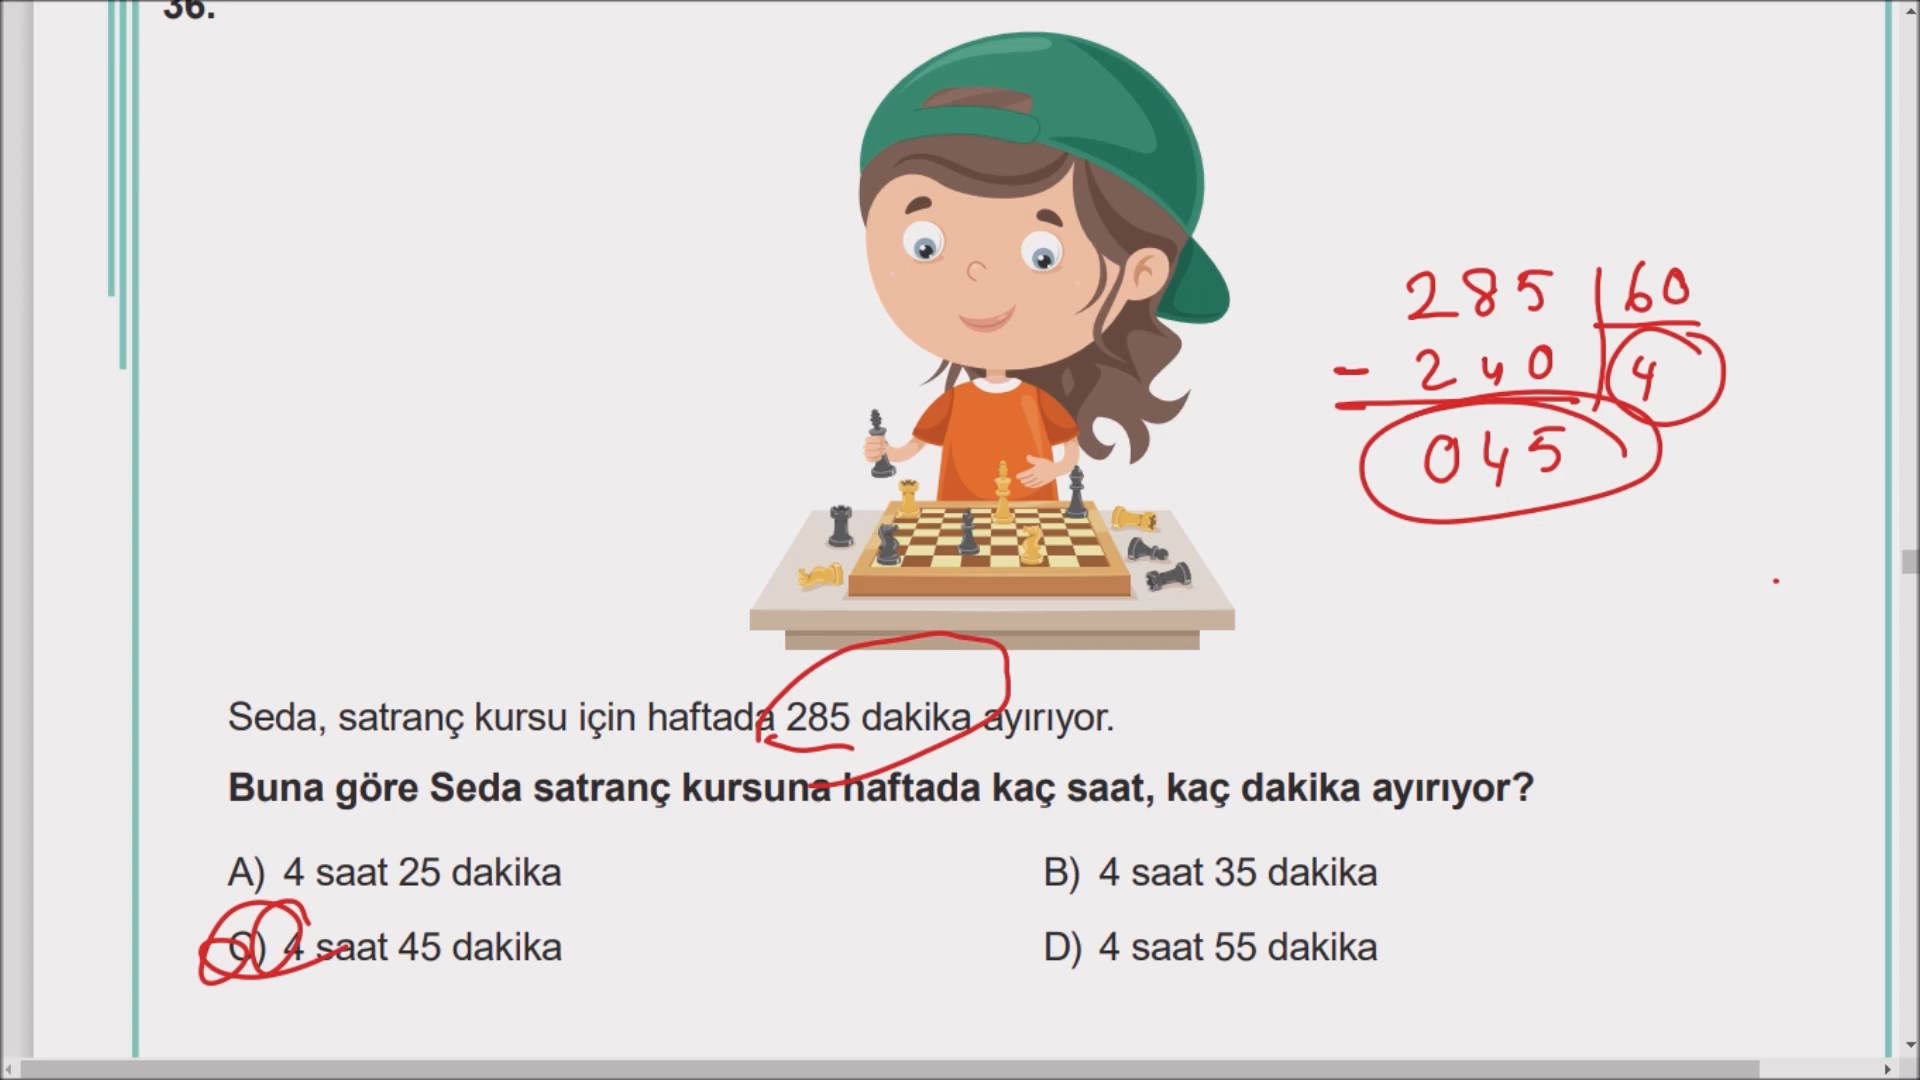 36.
285 | 60
- 240 | 4
045
Seda, satranç kursu için haftada 285 dakika ayırıyor.
Buna göre Seda satranç kursuna haftada kaç saat, kaç dakika ayırıyor?
A) 4 saat 25 dakika
B) 4 saat 35 dakika
C) 4 saat 45 dakika
D) 4 saat 55 dakika